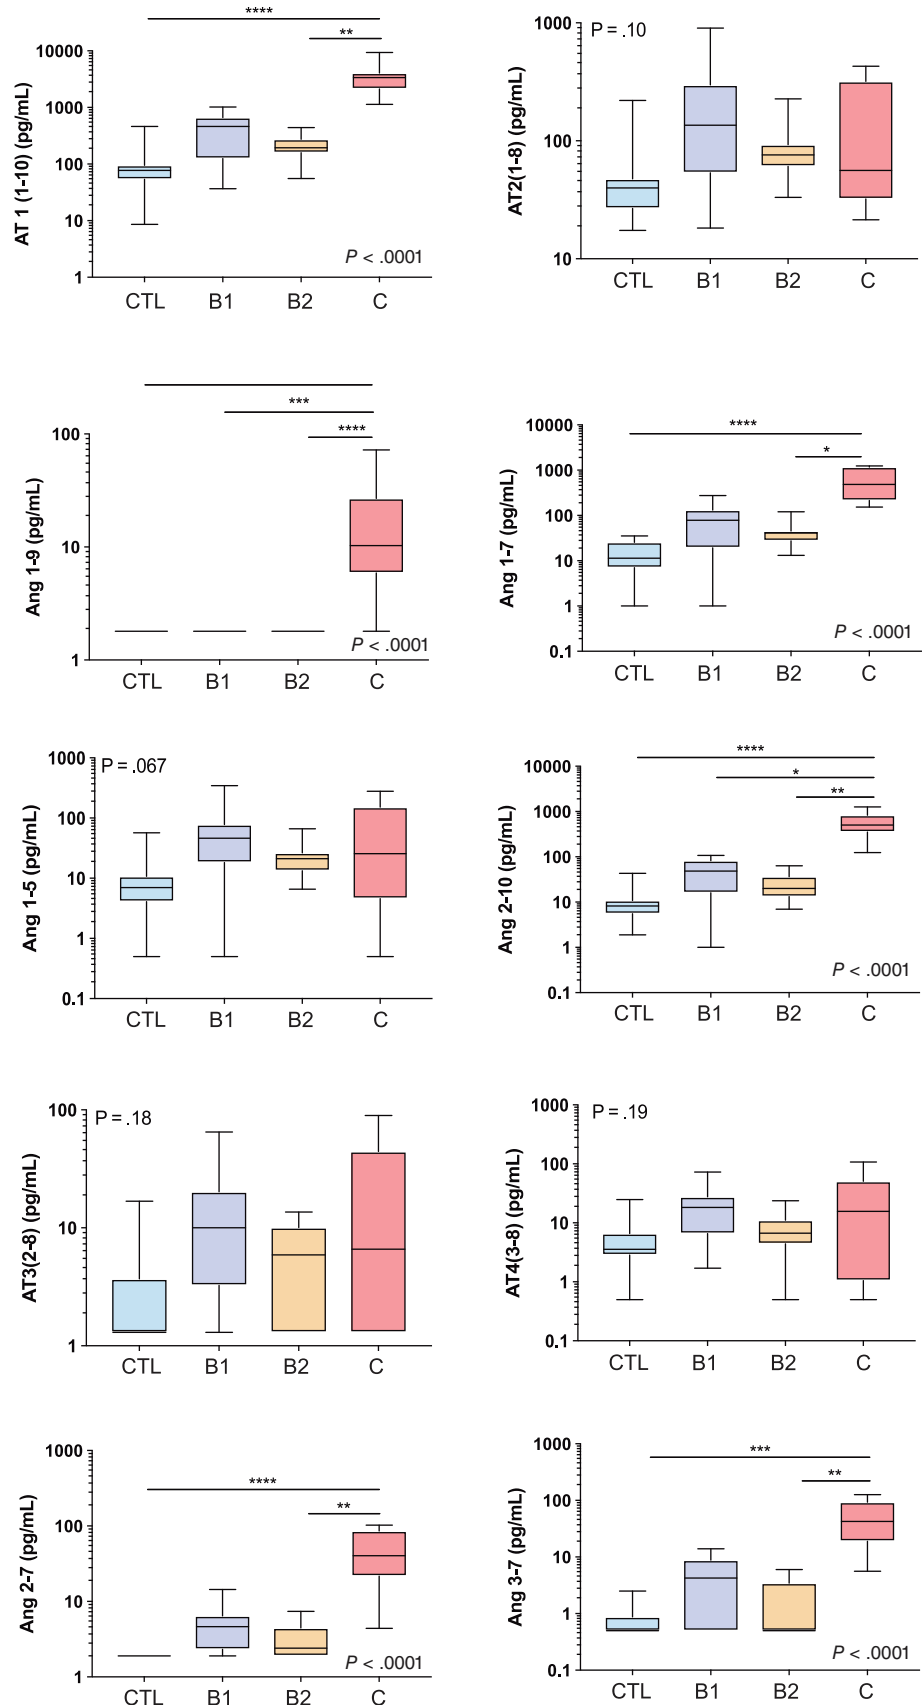 ****
**
10000
1000
100
10
1
AT 1 (1-10) (pg/mL)
P < .0001
CTL B1 B2 C
P = .10
1000
100
10
AT2(1-8) (pg/mL)
CTL B1 B2 C
***
****
100
10
1
Ang 1-9 (pg/mL)
P < .0001
CTL B1 B2 C
****
*
10000
1000
100
10
1
0.1
Ang 1-7 (pg/mL)
P < .0001
CTL B1 B2 C
P = .067
1000
100
10
1
0.1
Ang 1-5 (pg/mL)
CTL B1 B2 C
****
*
**
10000
1000
100
10
1
0.1
Ang 2-10 (pg/mL)
P < .0001
CTL B1 B2 C
P = .18
100
10
1
AT3(2-8) (pg/mL)
CTL B1 B2 C
P = .19
1000
100
10
1
0.1
AT4(3-8) (pg/mL)
CTL B1 B2 C
****
**
1000
100
10
1
Ang 2-7 (pg/mL)
P < .0001
CTL B1 B2 C
***
**
1000
100
10
1
0.1
Ang 3-7 (pg/mL)
P < .0001
CTL B1 B2 C